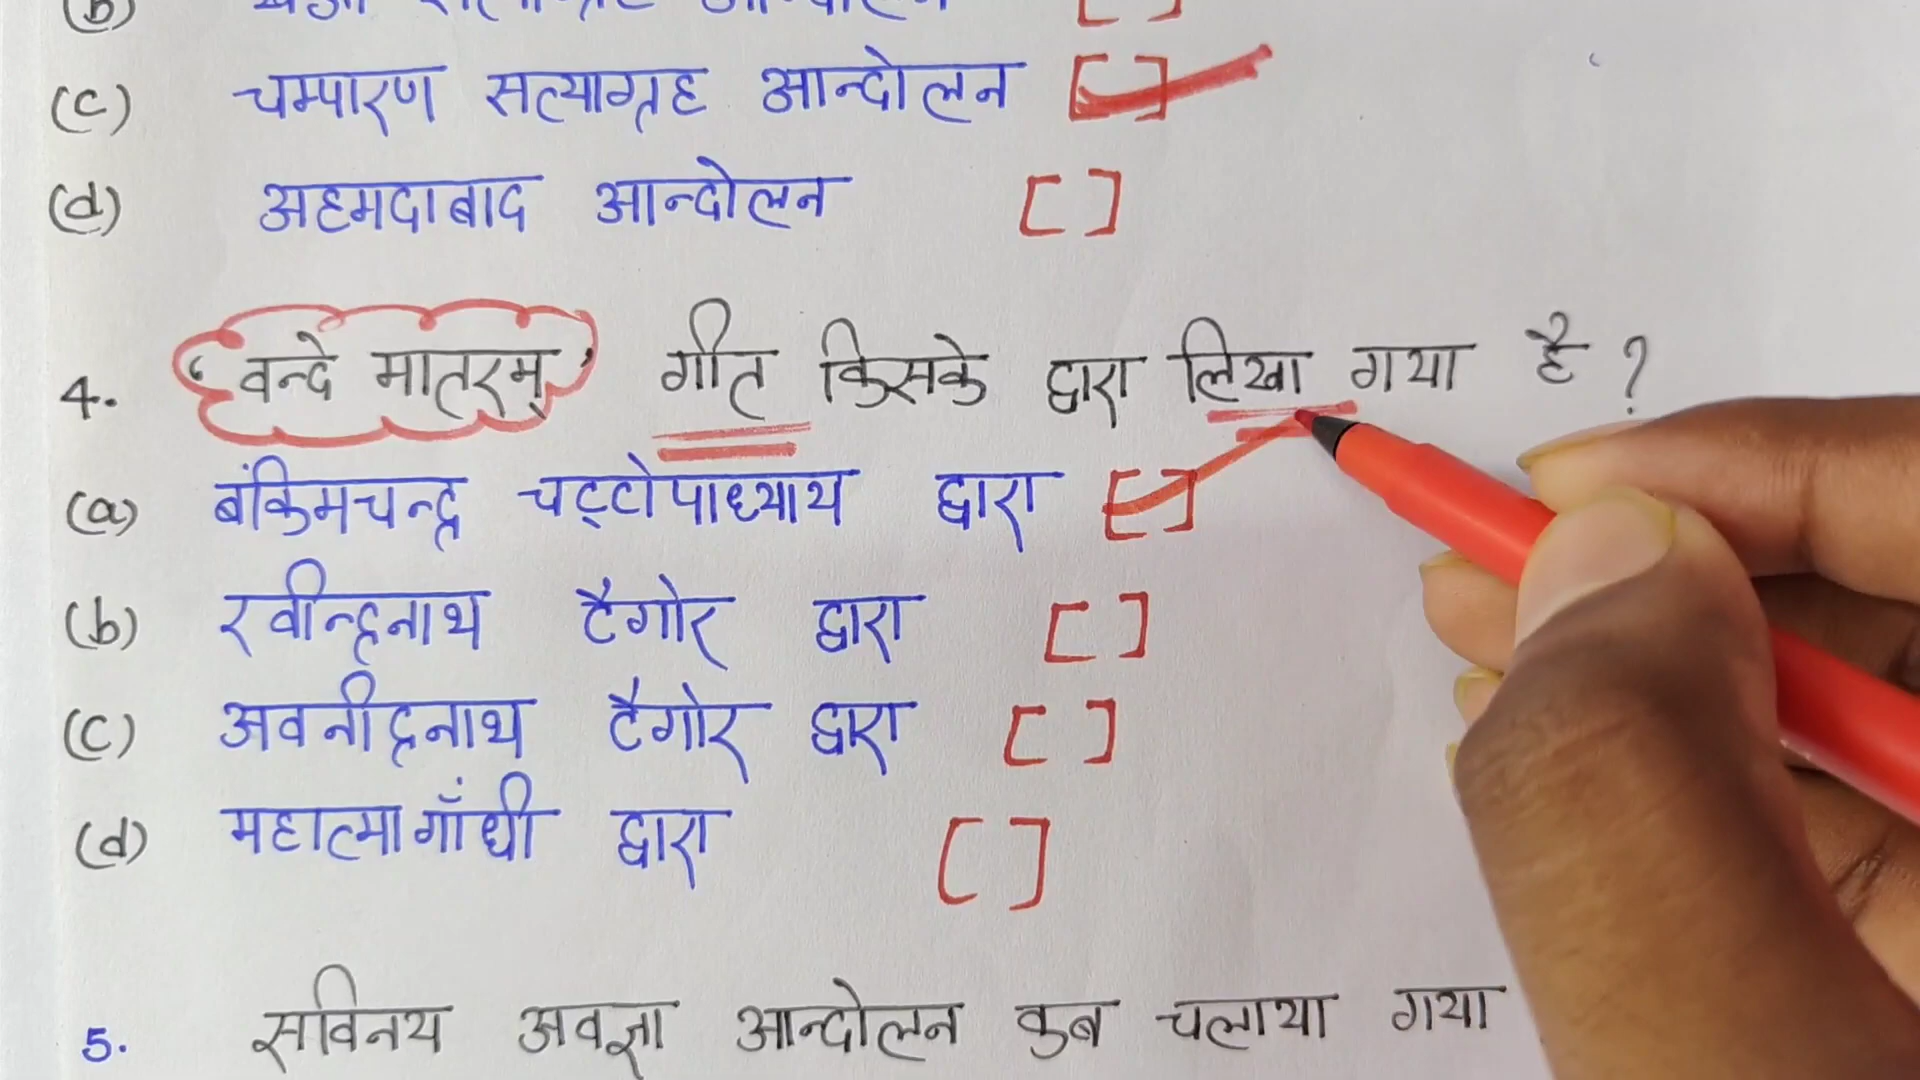 (b)
(c) चम्पारण सत्याग्रह आन्दोलन [ ]
(d) अहमदाबाद आन्दोलन [ ]
4. 'वन्दे मातरम्' गीत किसके द्वारा लिखा गया है ?
(a) बंकिमचन्द्र चट्टोपाध्याय द्वारा [ ]
(b) रवीन्द्रनाथ टैगोर द्वारा [ ]
(c) अवनीद्रनाथ टैगोर द्वारा [ ]
(d) महात्मा गाँधी द्वारा [ ]
5. सविनय अवज्ञा आन्दोलन कब चलाया गया